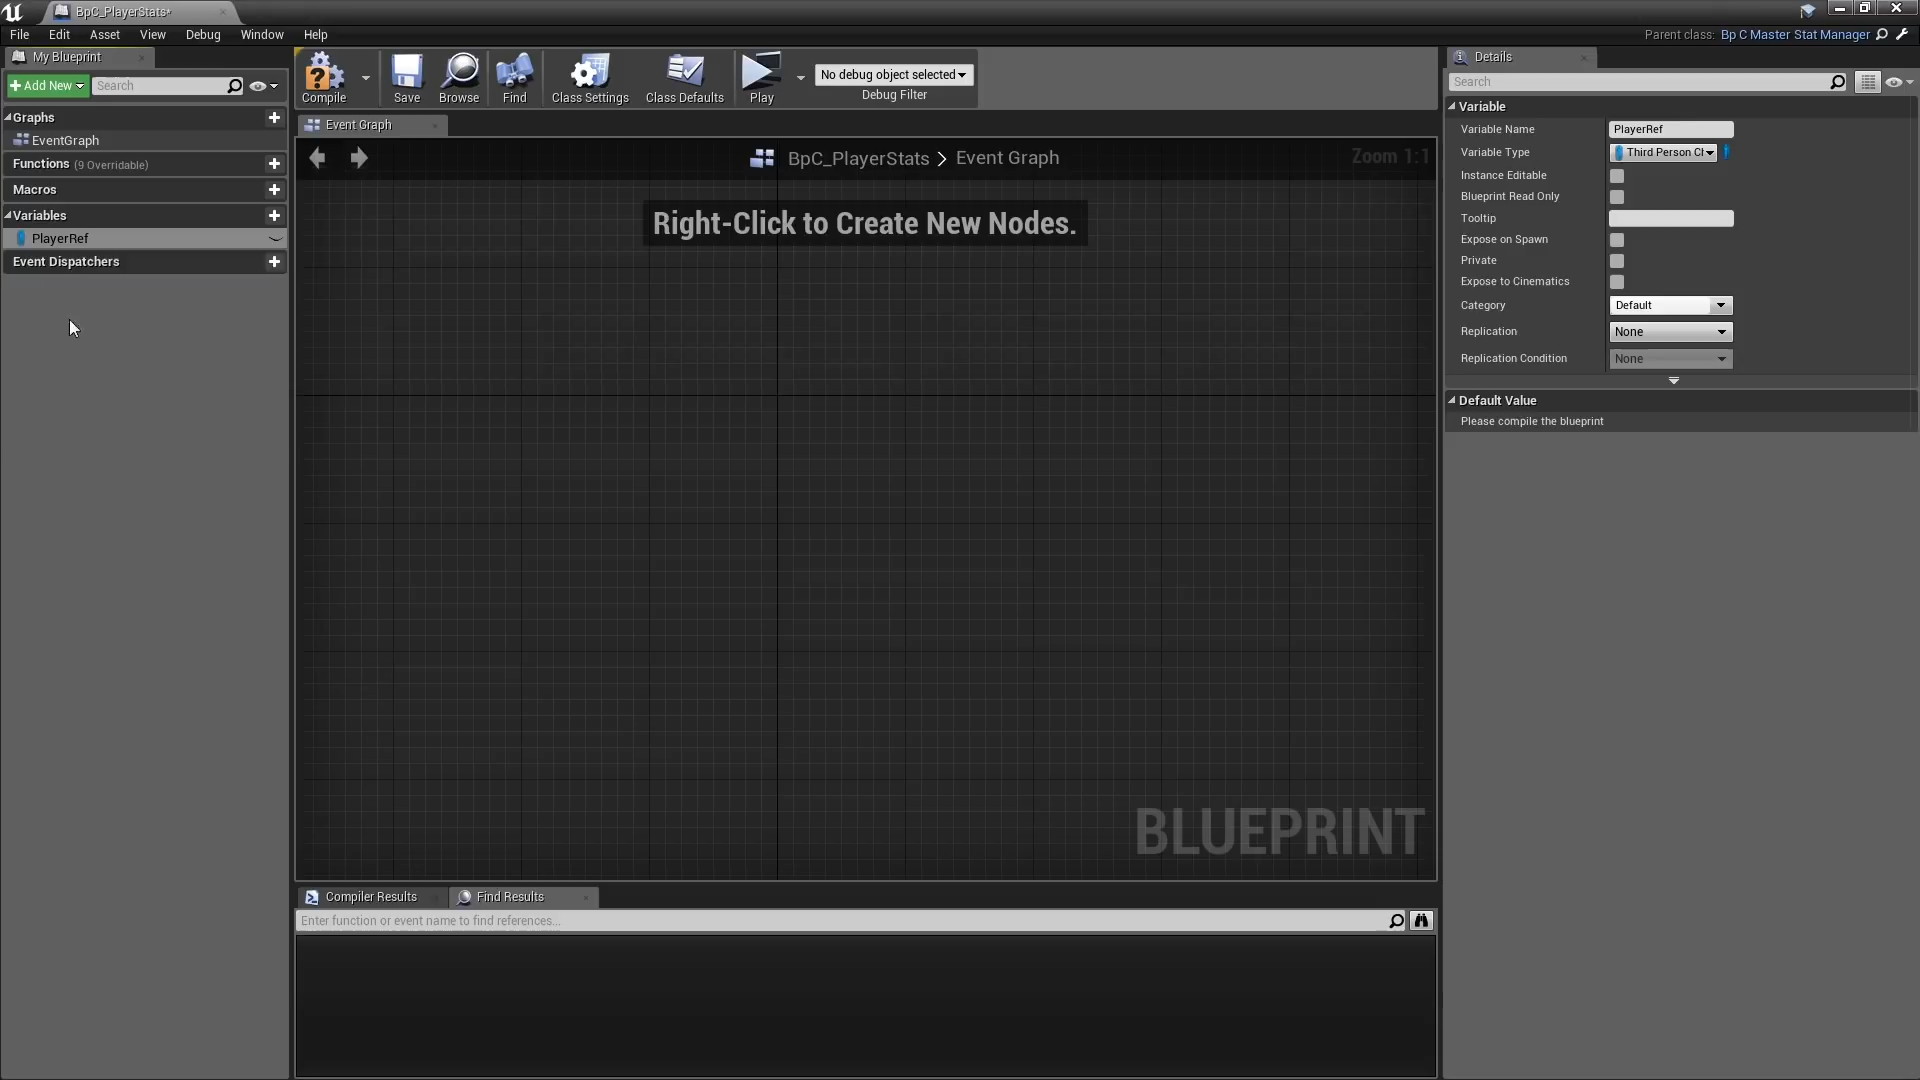 BpC_PlayerStats*
File Edit Asset View Debug Window Help
Parent class: Bp C Master Stat Manager
My Blueprint
Add New Search
Graphs
EventGraph
Functions (9 Overridable)
Macros
Variables
PlayerRef
Event Dispatchers
Compile Save Browse Find Class Settings Class Defaults Play
No debug object selected
Debug Filter
Event Graph
BpC_PlayerStats > Event Graph
Zoom 1:1
Right-Click to Create New Nodes.
BLUEPRINT
Compiler Results Find Results
Enter function or event name to find references...
Details
Search
Variable
Variable Name PlayerRef
Variable Type Third Person Cl
Instance Editable
Blueprint Read Only
Tooltip
Expose on Spawn
Private
Expose to Cinematics
Category Default
Replication None
Replication Condition None
Default Value
Please compile the blueprint